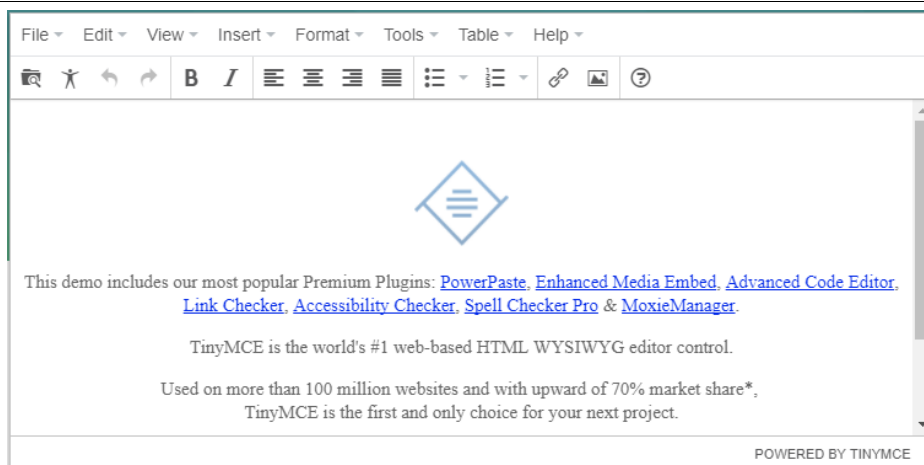 File Edit View Insert Format Tools Table Help
B I
This demo includes our most popular Premium Plugins: PowerPaste, Enhanced Media Embed, Advanced Code Editor,
Link Checker, Accessibility Checker, Spell Checker Pro & MoxieManager.
TinyMCE is the world's #1 web-based HTML WYSIWYG editor control.
Used on more than 100 million websites and with upward of 70% market share*,
TinyMCE is the first and only choice for your next project.
POWERED BY TINYMCE